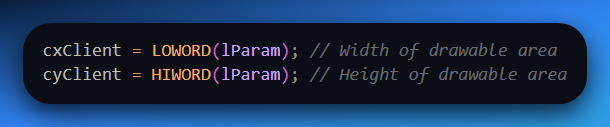 cxClient = LOWORD(lParam); // Width of drawable area
cyClient = HIWORD(lParam); // Height of drawable area